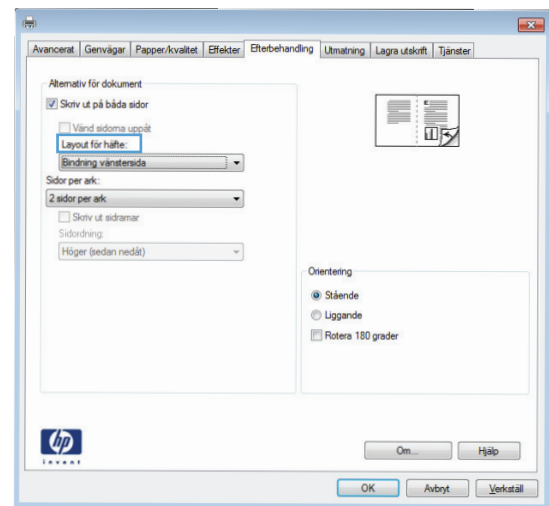 Avancerat Genvägar Papper/kvalitet Effekter Efterbehandling Utmatning Lagra utskrift Tjänster
Alternativ för dokument
Skriv ut på båda sidor
Vänd sidorna uppåt
Layout för häfte:
Bindning vänstersida
Sidor per ark:
2 sidor per ark
Skriv ut sidramar
Sidordning:
Höger (sedan nedåt)
Orientering
Stående
Liggande
Rotera 180 grader
hp
invent
Om... Hjälp
OK Avbryt Verkställ